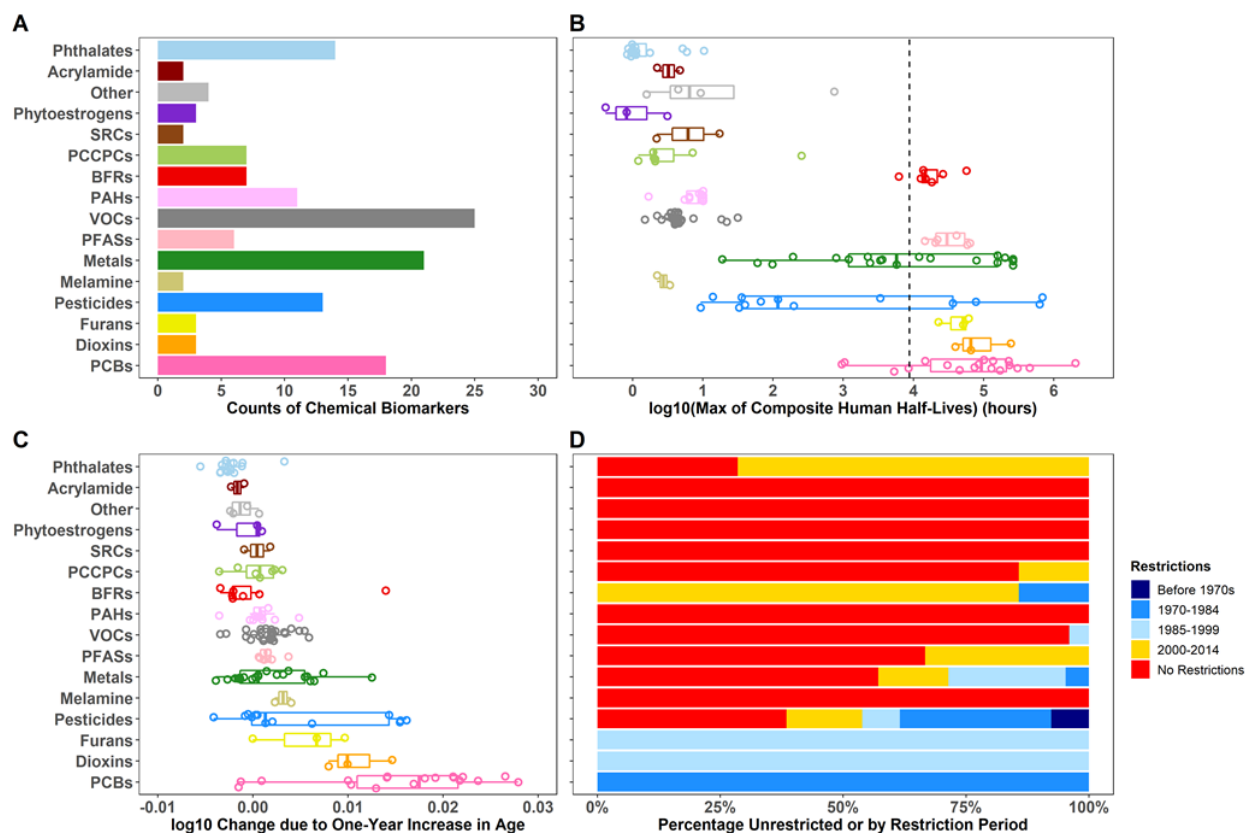 A
Phthalates
Acrylamide
Other
Phytoestrogens
SRCs
PCCPCs
BFRs
PAHs
VOCs
PFASs
Metals
Melamine
Pesticides
Furans
Dioxins
PCBs
0 5 10 15 20 25 30
Counts of Chemical Biomarkers
B
0 1 2 3 4 5 6
log10(Max of Composite Human Half-Lives) (hours)
C
Phthalates
Acrylamide
Other
Phytoestrogens
SRCs
PCCPCs
BFRs
PAHs
VOCs
PFASs
Metals
Melamine
Pesticides
Furans
Dioxins
PCBs
-0.01 0.00 0.01 0.02 0.03
log10 Change due to One-Year Increase in Age
D
0% 25% 50% 75% 100%
Percentage Unrestricted or by Restriction Period
Restrictions
Before 1970s
1970-1984
1985-1999
2000-2014
No Restrictions